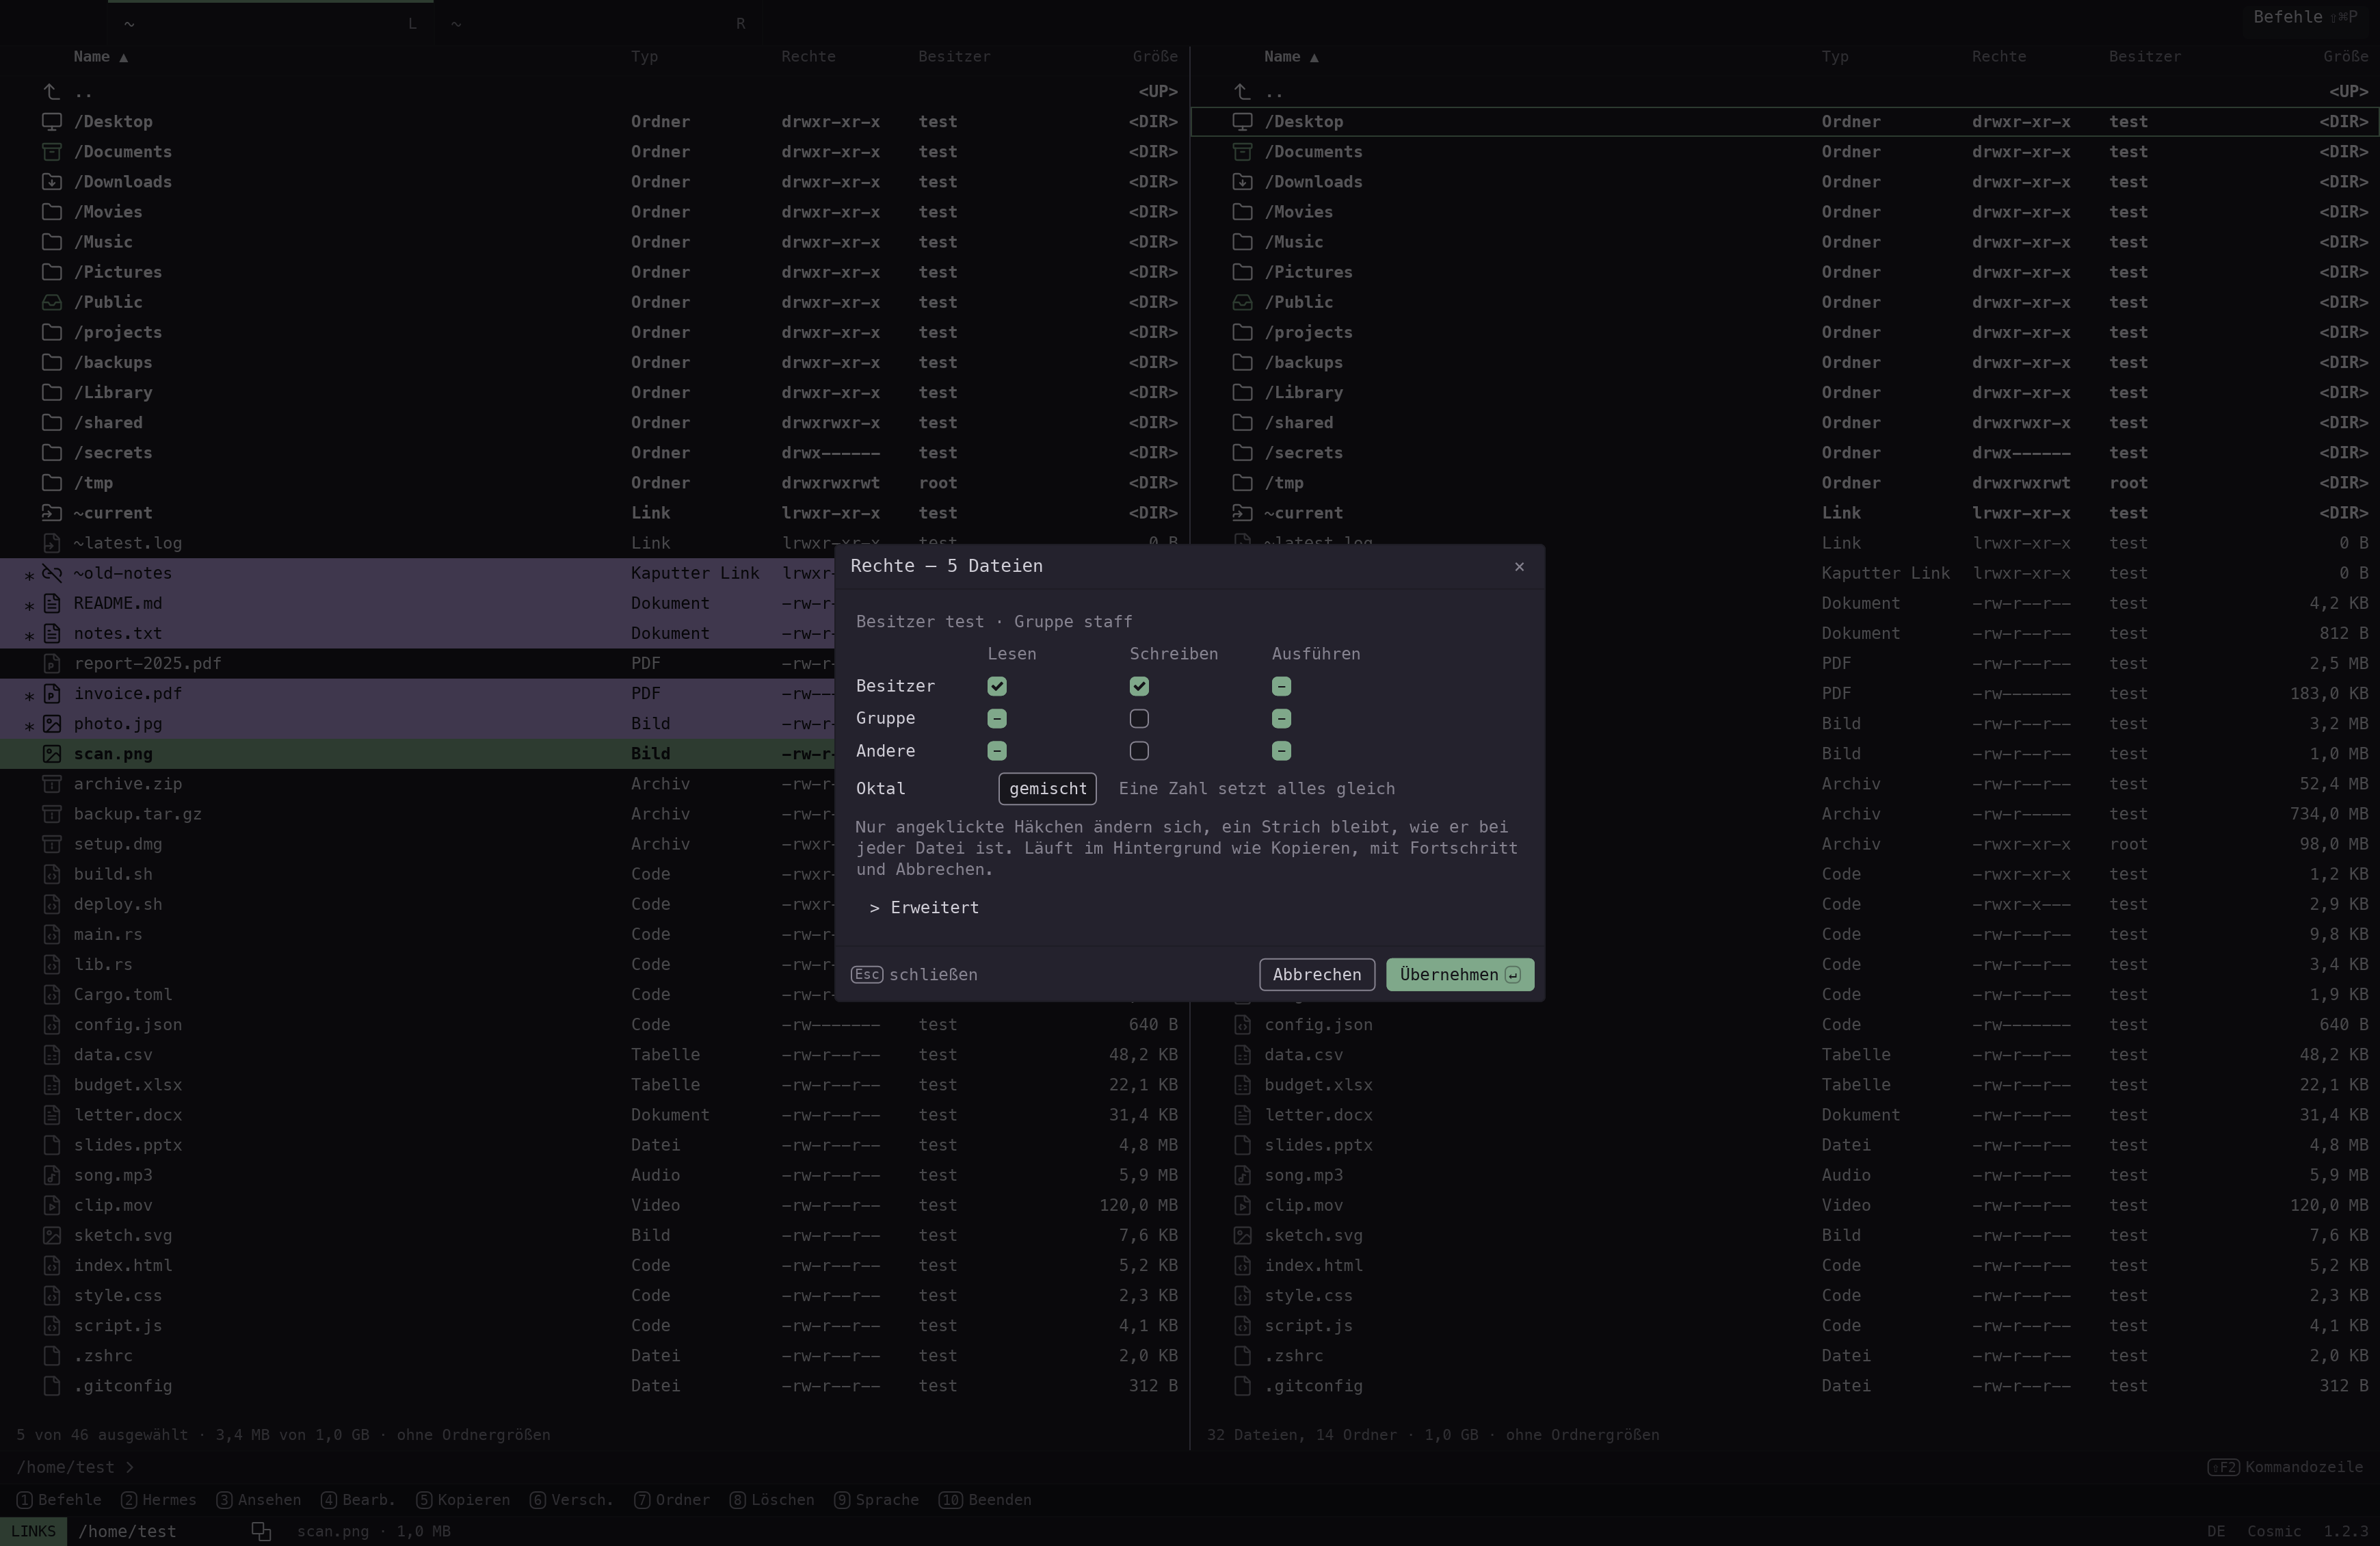 ~ L ~ R Befehle ⇧⌘P
Name ▲ Typ Rechte Besitzer Größe Name ▲ Typ Rechte Besitzer Größe
.. <UP> .. <UP>
/Desktop Ordner drwxr-xr-x test <DIR> /Desktop Ordner drwxr-xr-x test <DIR>
/Documents Ordner drwxr-xr-x test <DIR> /Documents Ordner drwxr-xr-x test <DIR>
/Downloads Ordner drwxr-xr-x test <DIR> /Downloads Ordner drwxr-xr-x test <DIR>
/Movies Ordner drwxr-xr-x test <DIR> /Movies Ordner drwxr-xr-x test <DIR>
/Music Ordner drwxr-xr-x test <DIR> /Music Ordner drwxr-xr-x test <DIR>
/Pictures Ordner drwxr-xr-x test <DIR> /Pictures Ordner drwxr-xr-x test <DIR>
/Public Ordner drwxr-xr-x test <DIR> /Public Ordner drwxr-xr-x test <DIR>
/projects Ordner drwxr-xr-x test <DIR> /projects Ordner drwxr-xr-x test <DIR>
/backups Ordner drwxr-xr-x test <DIR> /backups Ordner drwxr-xr-x test <DIR>
/Library Ordner drwxr-xr-x test <DIR> /Library Ordner drwxr-xr-x test <DIR>
/shared Ordner drwxrwxr-x test <DIR> /shared Ordner drwxrwxr-x test <DIR>
/secrets Ordner drwx------ test <DIR> /secrets Ordner drwx------ test <DIR>
/tmp Ordner drwxrwxrwt root <DIR> /tmp Ordner drwxrwxrwt root <DIR>
~current Link lrwxr-xr-x test <DIR> ~current Link lrwxr-xr-x test <DIR>
~latest.log Link lrwxr-xr-x test 0 B ~latest.log Link lrwxr-xr-x test 0 B
* ~old-notes Kaputter Link lrwxr- Kaputter Link lrwxr-xr-x test 0 B
* README.md Dokument -rw-r- Dokument -rw-r--r-- test 4,2 KB
* notes.txt Dokument -rw-r- Dokument -rw-r--r-- test 812 B
report-2025.pdf PDF -rw-r- PDF -rw-r--r-- test 2,5 MB
* invoice.pdf PDF -rw--- PDF -rw------- test 183,0 KB
* photo.jpg Bild -rw-r- Bild -rw-r--r-- test 3,2 MB
scan.png Bild -rw-r- Bild -rw-r--r-- test 1,0 MB
archive.zip Archiv -rw-r- Archiv -rw-r--r-- test 52,4 MB
backup.tar.gz Archiv -rw-r- Archiv -rw-r--r-- test 734,0 MB
setup.dmg Archiv -rwxr- Archiv -rwxr-xr-x root 98,0 MB
build.sh Code -rwxr- Code -rwxr-xr-x test 1,2 KB
deploy.sh Code -rwxr- Code -rwxr-x--- test 2,9 KB
main.rs Code -rw-r- Code -rw-r--r-- test 9,8 KB
lib.rs Code -rw-r- Code -rw-r--r-- test 3,4 KB
Cargo.toml Code -rw-r- Code -rw-r--r-- test 1,9 KB
Rechte — 5 Dateien ×
Besitzer test · Gruppe staff
Lesen Schreiben Ausführen
Besitzer
Gruppe
Andere
Oktal gemischt Eine Zahl setzt alles gleich
Nur angeklickte Häkchen ändern sich, ein Strich bleibt, wie er bei
jeder Datei ist. Läuft im Hintergrund wie Kopieren, mit Fortschritt
und Abbrechen.
> Erweitert
Esc schließen Abbrechen Übernehmen ↵
config.json Code -rw------- test 640 B config.json Code -rw------- test 640 B
data.csv Tabelle -rw-r--r-- test 48,2 KB data.csv Tabelle -rw-r--r-- test 48,2 KB
budget.xlsx Tabelle -rw-r--r-- test 22,1 KB budget.xlsx Tabelle -rw-r--r-- test 22,1 KB
letter.docx Dokument -rw-r--r-- test 31,4 KB letter.docx Dokument -rw-r--r-- test 31,4 KB
slides.pptx Datei -rw-r--r-- test 4,8 MB slides.pptx Datei -rw-r--r-- test 4,8 MB
song.mp3 Audio -rw-r--r-- test 5,9 MB song.mp3 Audio -rw-r--r-- test 5,9 MB
clip.mov Video -rw-r--r-- test 120,0 MB clip.mov Video -rw-r--r-- test 120,0 MB
sketch.svg Bild -rw-r--r-- test 7,6 KB sketch.svg Bild -rw-r--r-- test 7,6 KB
index.html Code -rw-r--r-- test 5,2 KB index.html Code -rw-r--r-- test 5,2 KB
style.css Code -rw-r--r-- test 2,3 KB style.css Code -rw-r--r-- test 2,3 KB
script.js Code -rw-r--r-- test 4,1 KB script.js Code -rw-r--r-- test 4,1 KB
.zshrc Datei -rw-r--r-- test 2,0 KB .zshrc Datei -rw-r--r-- test 2,0 KB
.gitconfig Datei -rw-r--r-- test 312 B .gitconfig Datei -rw-r--r-- test 312 B
5 von 46 ausgewählt · 3,4 MB von 1,0 GB · ohne Ordnergrößen 32 Dateien, 14 Ordner · 1,0 GB · ohne Ordnergrößen
/home/test > ⇧F2 Kommandozeile
1 Befehle 2 Hermes 3 Ansehen 4 Bearb. 5 Kopieren 6 Versch. 7 Ordner 8 Löschen 9 Sprache 10 Beenden
LINKS /home/test scan.png · 1,0 MB DE Cosmic 1.2.3